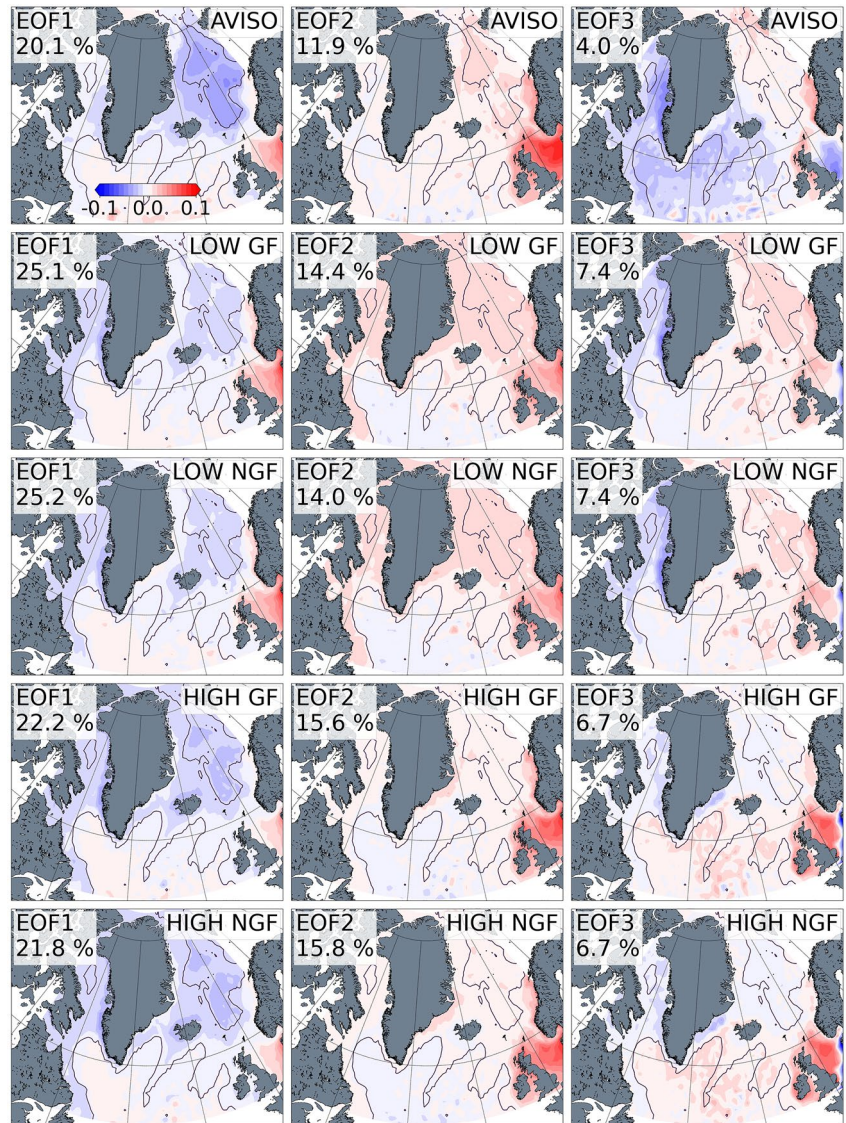 EOF1 AVISO
20.1 %
-0.1 0.0 0.1
EOF2 AVISO
11.9 %
EOF3 AVISO
4.0 %
EOF1 LOW GF
25.1 %
EOF2 LOW GF
14.4 %
EOF3 LOW GF
7.4 %
EOF1 LOW NGF
25.2 %
EOF2 LOW NGF
14.0 %
EOF3 LOW NGF
7.4 %
EOF1 HIGH GF
22.2 %
EOF2 HIGH GF
15.6 %
EOF3 HIGH GF
6.7 %
EOF1 HIGH NGF
21.8 %
EOF2 HIGH NGF
15.8 %
EOF3 HIGH NGF
6.7 %